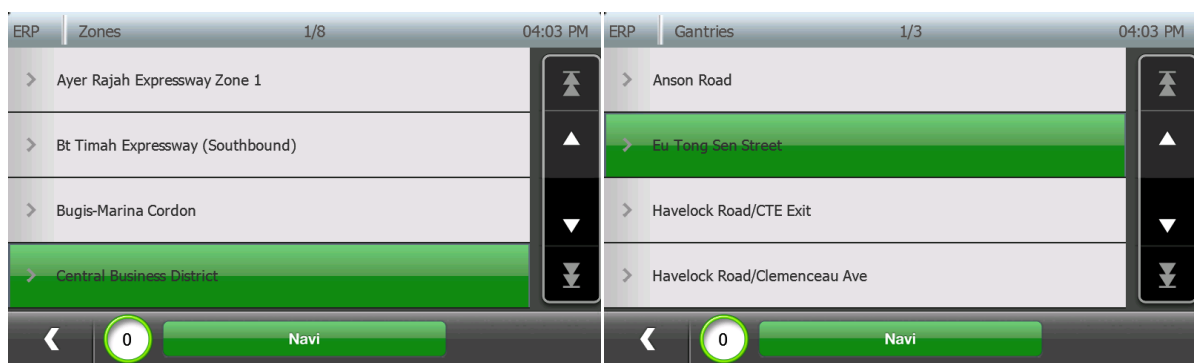 ERP Zones 1/8 04:03 PM
Ayer Rajah Expressway Zone 1
Bt Timah Expressway (Southbound)
Bugis-Marina Cordon
Central Business District
0 Navi
ERP Gantries 1/3 04:03 PM
Anson Road
Eu Tong Sen Street
Havelock Road/CTE Exit
Havelock Road/Clemenceau Ave
0 Navi